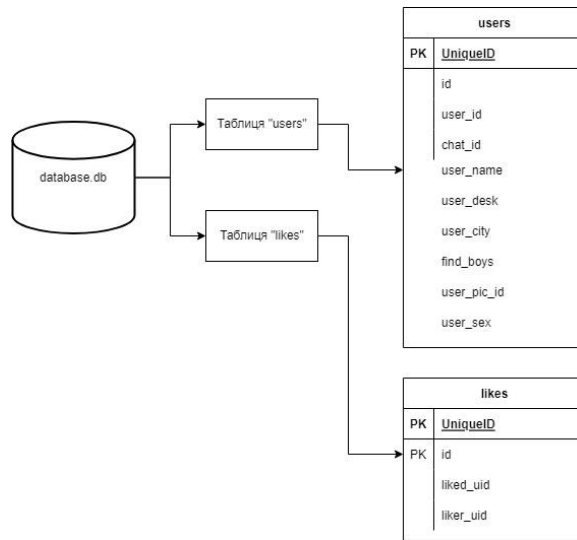 users
PK UniqueID
id
user_id
chat_id
user_name
user_desk
user_city
find_boys
user_pic_id
user_sex
Таблиця "users"
database.db
Таблиця "likes"
likes
PK UniqueID
PK id
liked_uid
liker_uid